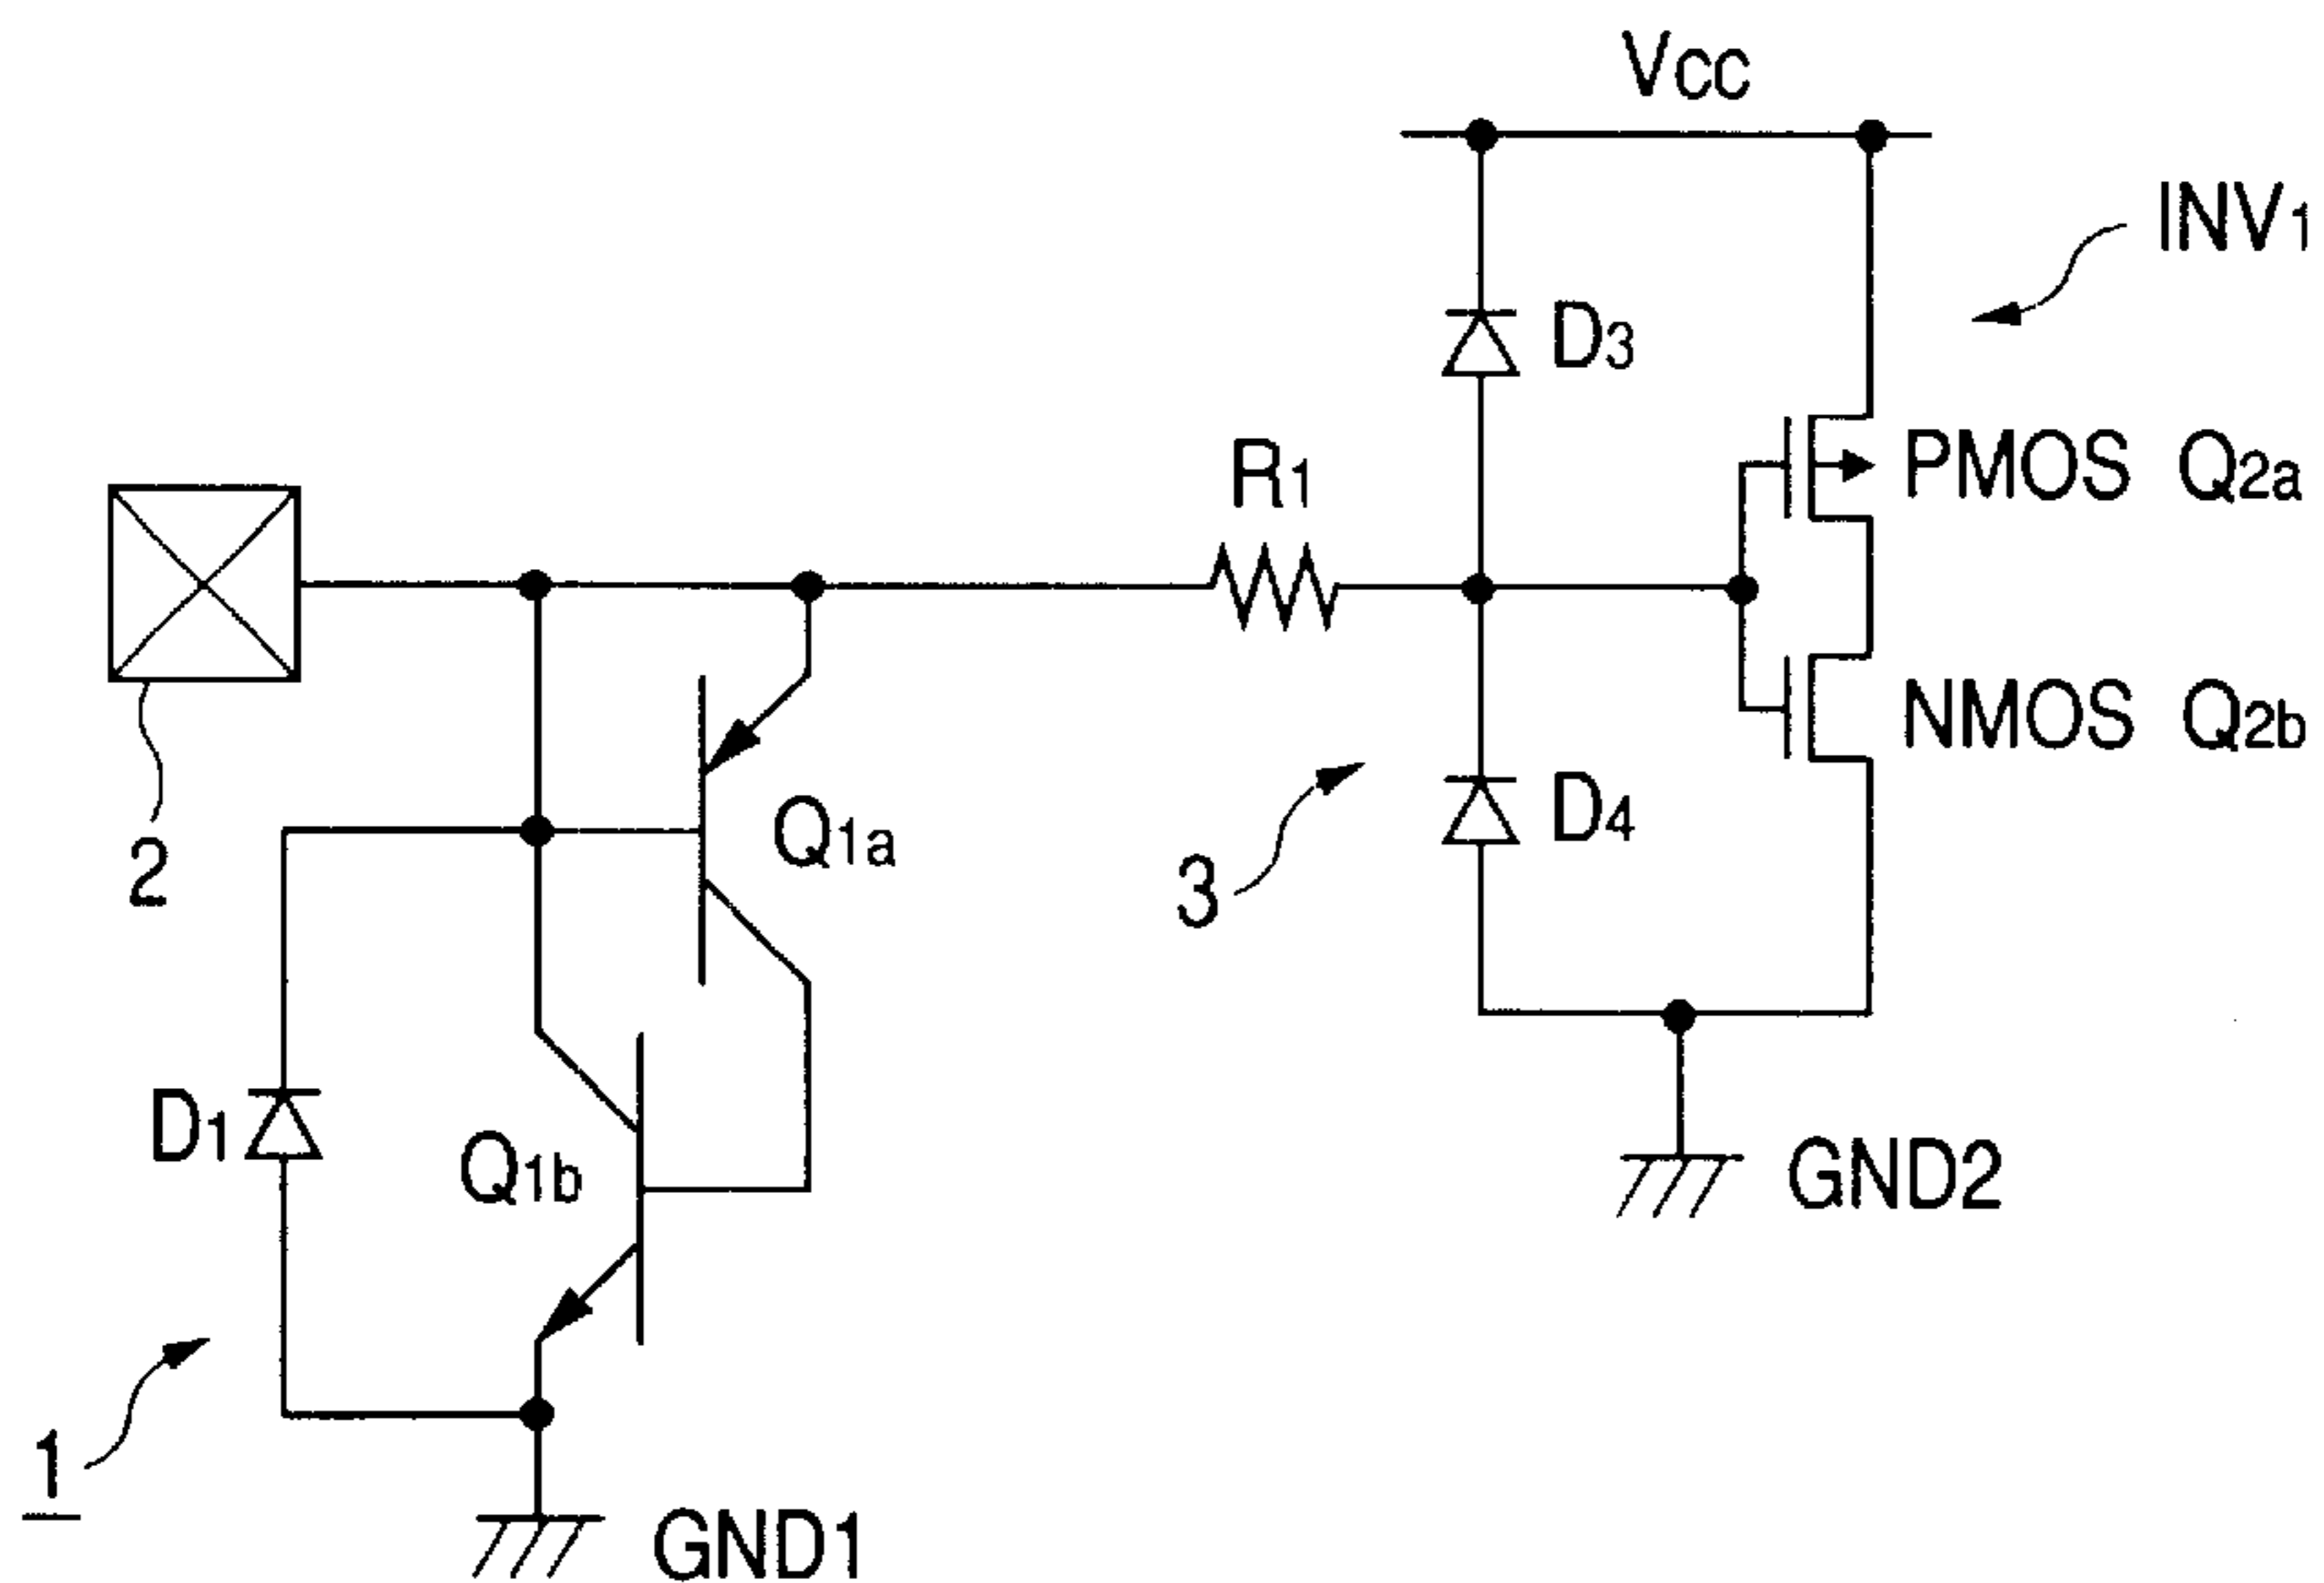 Vcc
INV1
D3
R1
PMOS Q2a
NMOS Q2b
2
Q1a
3
D4
D1
Q1b
GND2
1
GND1